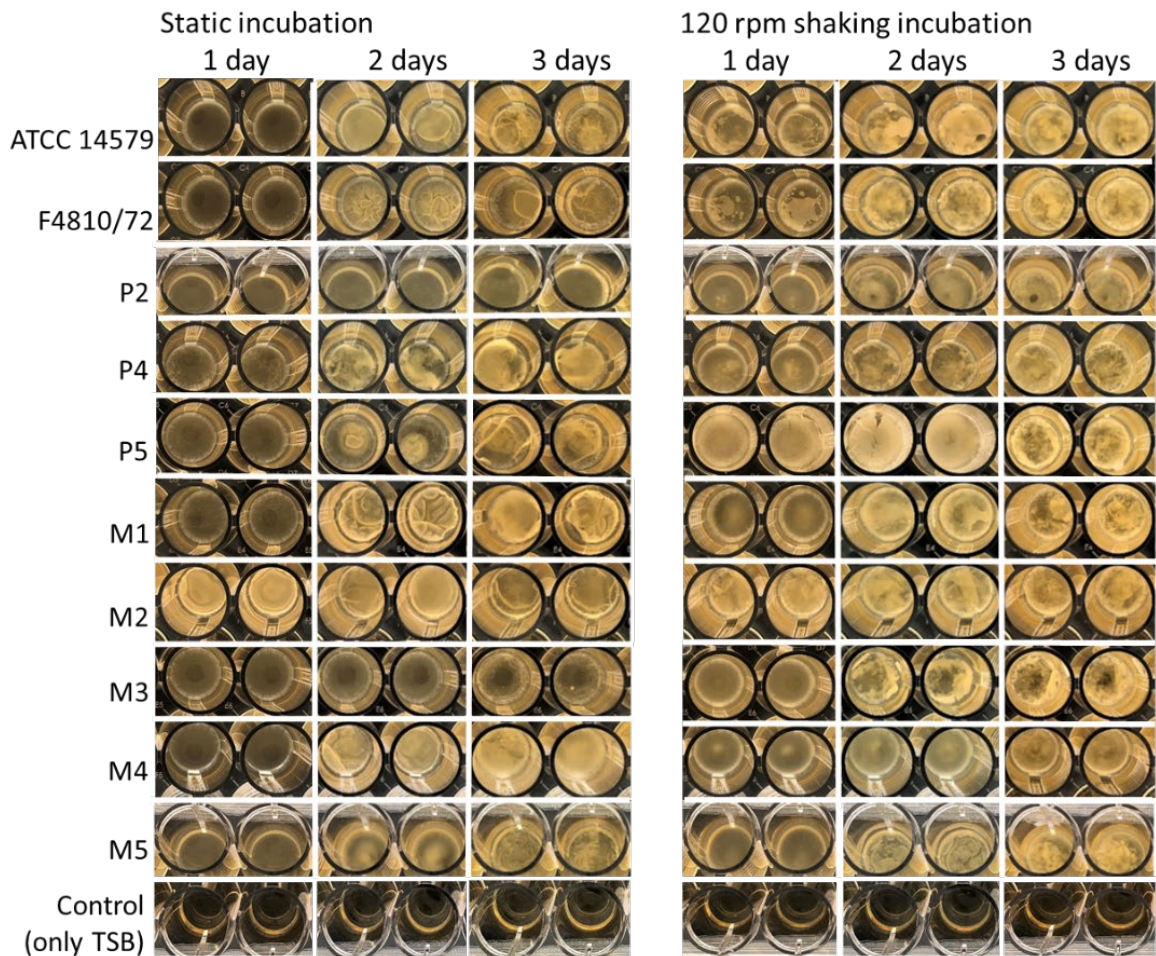 Static incubation
120 rpm shaking incubation
1 day 2 days 3 days
1 day 2 days 3 days
ATCC 14579
F4810/72
P2
P4
P5
M1
M2
M3
M4
M5
Control
(only TSB)